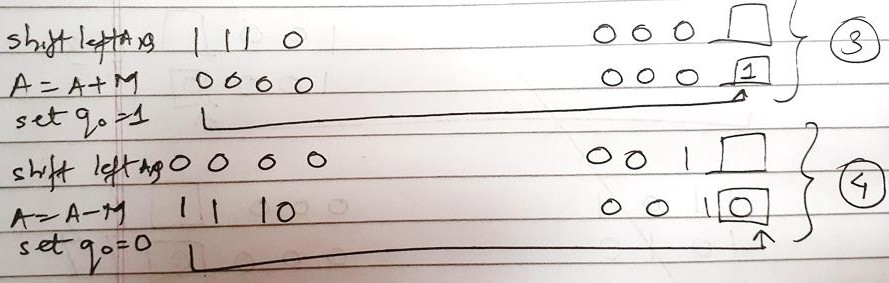 shift left AQ 1 1 1 0 0 0 0 3
A = A + M 0 0 0 0 0 0 0 1
set q0=1
shift left AQ 0 0 0 0 0 0 1 4
A = A - M 1 1 1 0 0 0 1 0
set q0=0